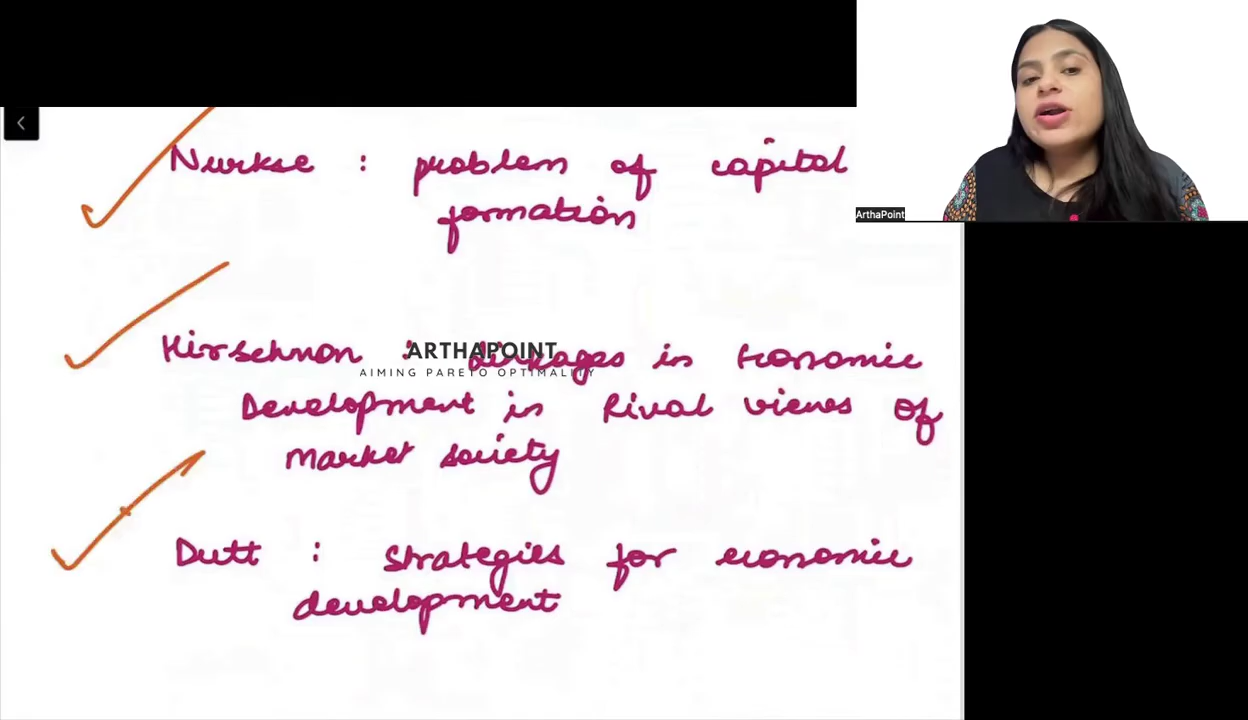 ArthaPoint
Nurkse : problem of capital
formation
Hirschman : linkages in Economic
ARTHAPOINT
AIMING PARETO OPTIMALITY
Development in Rival views of
Market society
Dutt : strategies for economic
development